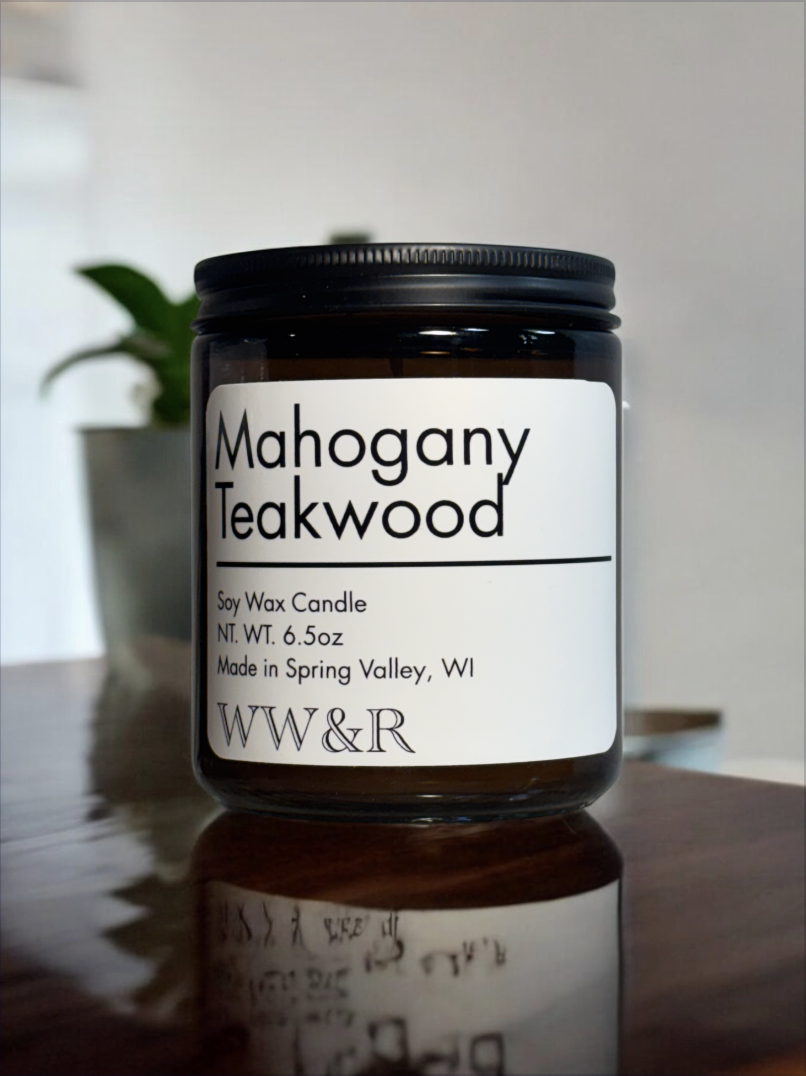 Mahogany
Teakwood
Soy Wax Candle
NT. WT. 6.5oz
Made in Spring Valley, WI
WW&R